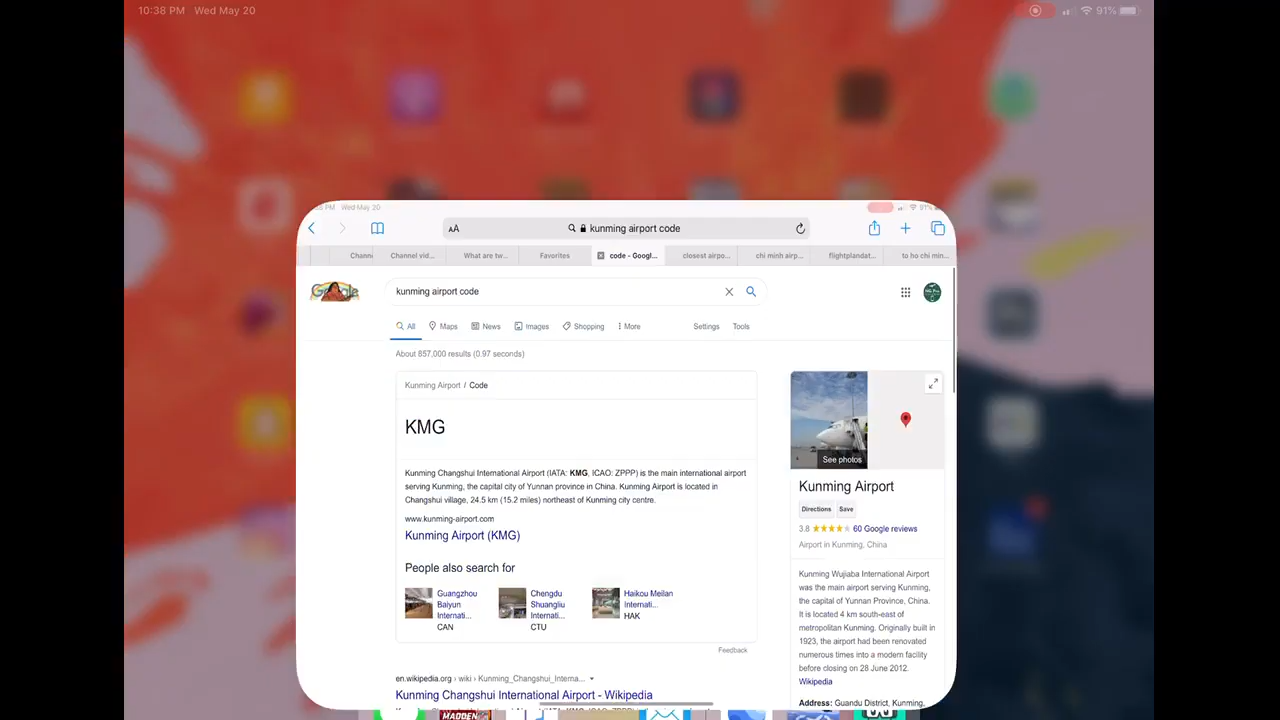 10:38 PM Wed May 20
91%
PM Wed May 20
91%
AA
kunming airport code
Channel vid...
What are tw...
Favorites
code - Googl...
closest airpo...
chi minh airp...
flightplandat...
to ho chi min...
Google
kunming airport code
All
Maps
News
Images
Shopping
More
Settings
Tools
About 857,000 results (0.97 seconds)
Kunming Airport / Code
KMG
Kunming Changshui International Airport (IATA: KMG, ICAO: ZPPP) is the main international airport
serving Kunming, the capital city of Yunnan province in China. Kunming Airport is located in
Changshui village, 24.5 km (15.2 miles) northeast of Kunming city centre.
www.kunming-airport.com
Kunming Airport (KMG)
People also search for
Guangzhou
Baiyun
Internati...
CAN
Chengdu
Shuangliu
Internati...
CTU
Haikou Meilan
Internati...
HAK
Feedback
en.wikipedia.org › wiki › Kunming_Changshui_Interna...
Kunming Changshui International Airport - Wikipedia
See photos
Kunming Airport
Directions
Save
3.8
60 Google reviews
Airport in Kunming, China
Kunming Wujiaba International Airport
was the main airport serving Kunming,
the capital of Yunnan Province, China.
It is located 4 km south-east of
metropolitan Kunming. Originally built in
1923, the airport had been renovated
numerous times into a modern facility
before closing on 28 June 2012.
Wikipedia
Address: Guandu District, Kunming,
MADDEN